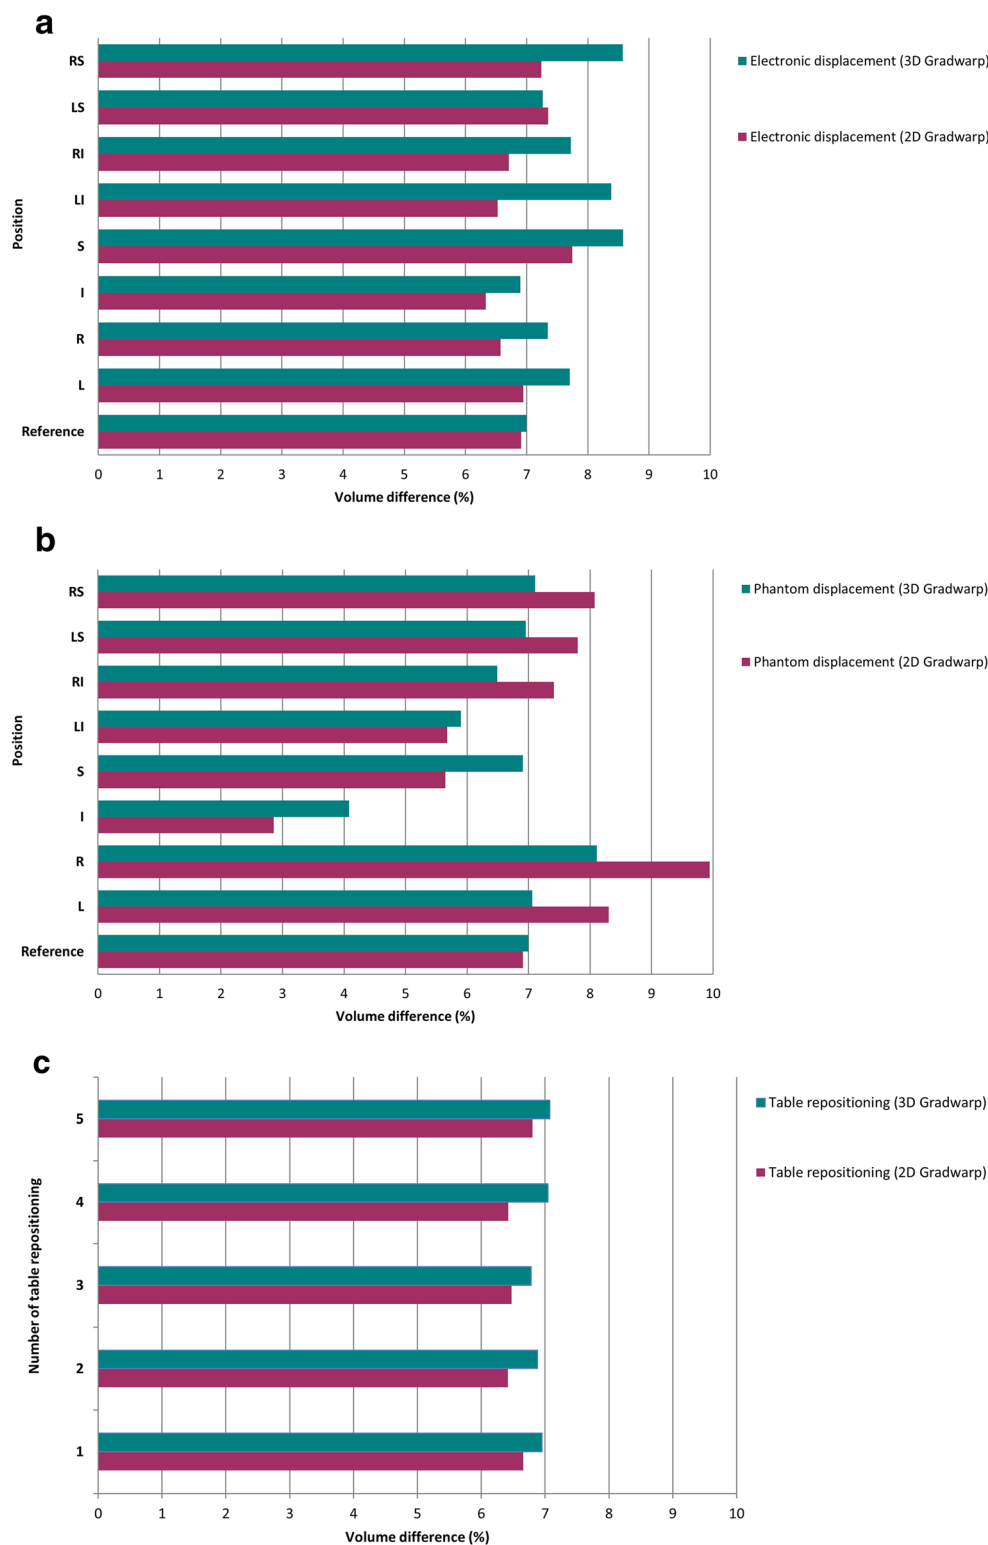 a
RS
LS
RI
LI
S
I
R
L
Reference
Position
0 1 2 3 4 5 6 7 8 9 10
Volume difference (%)
Electronic displacement (3D Gradwarp)
Electronic displacement (2D Gradwarp)
b
RS
LS
RI
LI
S
I
R
L
Reference
Position
0 1 2 3 4 5 6 7 8 9 10
Volume difference (%)
Phantom displacement (3D Gradwarp)
Phantom displacement (2D Gradwarp)
c
5
4
3
2
1
Number of table repositioning
0 1 2 3 4 5 6 7 8 9 10
Volume difference (%)
Table repositioning (3D Gradwarp)
Table repositioning (2D Gradwarp)